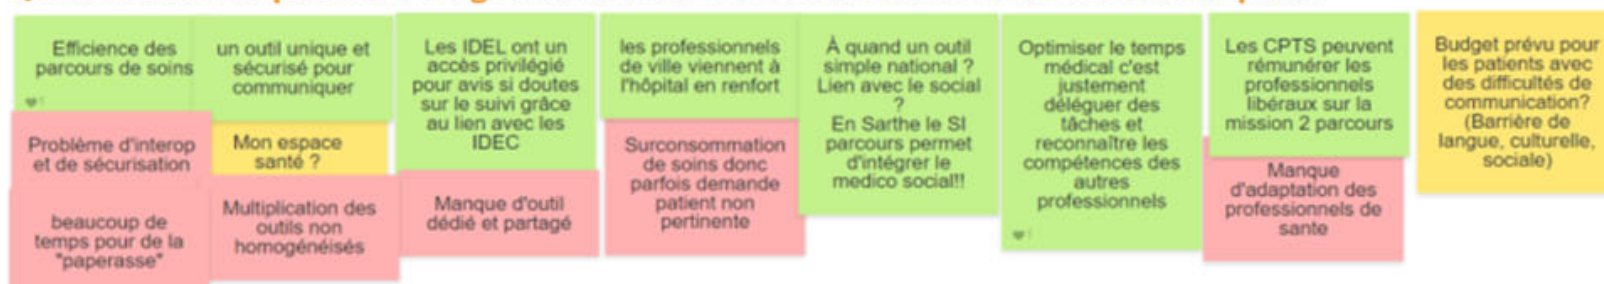 Efficience des
parcours de soins
1
Problème d'interop
et de sécurisation
beaucoup de
temps pour de la
"paperasse"
un outil unique et
sécurisé pour
communiquer
Mon espace
santé ?
Multiplication des
outils non
homogénéisés
Les IDEL ont un
accès privilégié
pour avis si doutes
sur le suivi grâce
au lien avec les
IDEC
Manque d'outil
dédié et partagé
les professionnels
de ville viennent à
l'hôpital en renfort
Surconsommation
de soins donc
parfois demande
patient non
pertinente
À quand un outil
simple national ?
Lien avec le social
?
En Sarthe le SI
parcours permet
d'intégrer le
medico social!!
Optimiser le temps
médical c'est
justement
déléguer des
tâches et
reconnaître les
compétences des
autres
professionnels
1
Les CPTS peuvent
rémunérer les
professionnels
libéraux sur la
mission 2 parcours
Manque
d'adaptation des
professionnels de
sante
Budget prévu pour
les patients avec
des difficultés de
communication?
(Barrière de
langue, culturelle,
sociale)